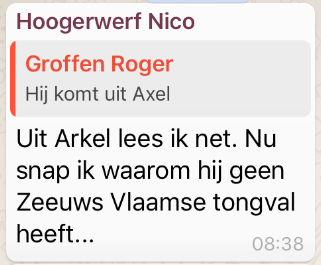 Hoogerwerf Nico
Groffen Roger
Hij komt uit Axel
Uit Arkel lees ik net. Nu
snap ik waarom hij geen
Zeeuws Vlaamse tongval
heeft...
08:38